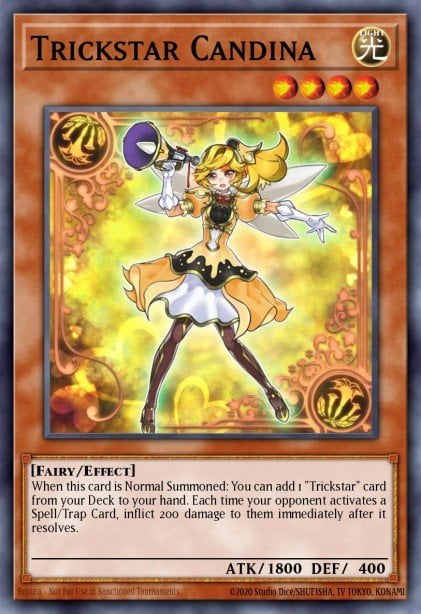 Trickstar Candina
LIGHT
光
[Fairy/Effect]
When this card is Normal Summoned: You can add 1 "Trickstar" card
from your Deck to your hand. Each time your opponent activates a
Spell/Trap Card, inflict 200 damage to them immediately after it
resolves.
ATK/1800 DEF/ 400
Replica - Not For Use in Sanctioned Tournaments.
©2020 Studio Dice/SHUEISHA, TV TOKYO, KONAMI